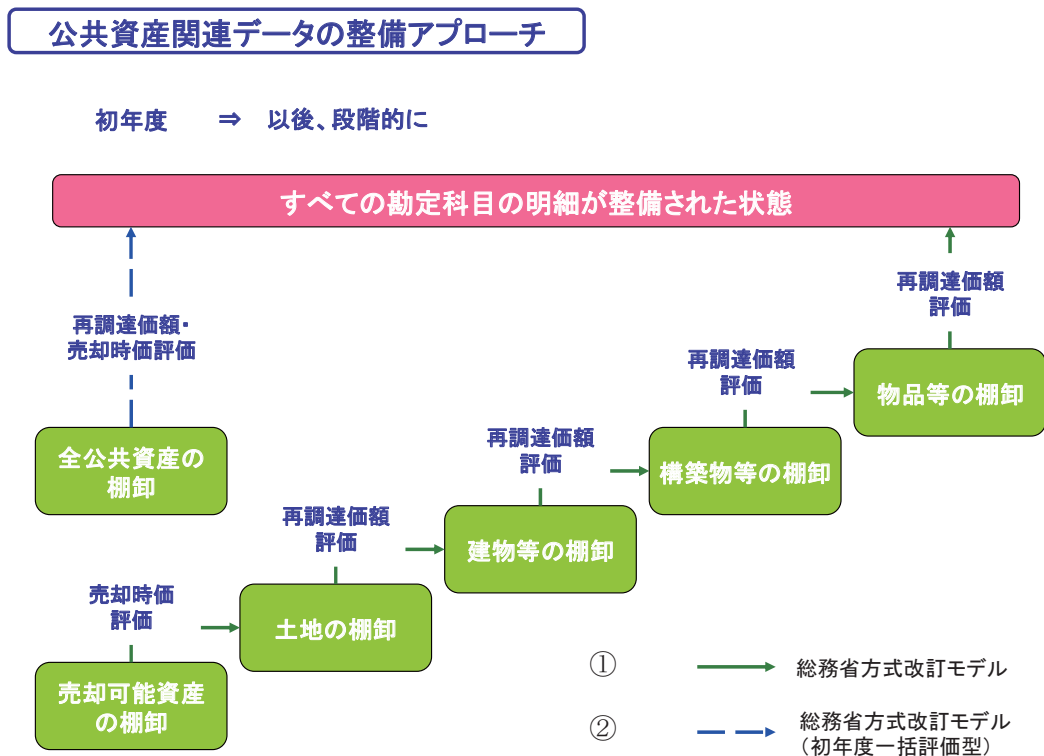 公共資産関連データの整備アプローチ
初年度 ⇒ 以後、段階的に
すべての勘定科目の明細が整備された状態
再調達価額・
売却時価評価
全公共資産の
棚卸
売却時価
評価
売却可能資産
の棚卸
再調達価額
評価
土地の棚卸
再調達価額
評価
建物等の棚卸
再調達価額
評価
構築物等の棚卸
再調達価額
評価
物品等の棚卸
① 総務省方式改訂モデル
② 総務省方式改訂モデル
(初年度一括評価型)